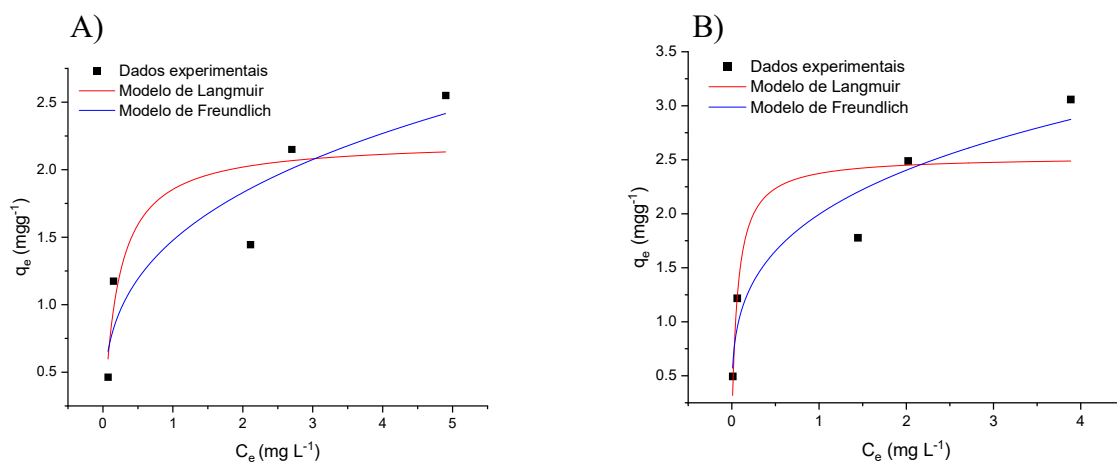 A)
Dados experimentais
Modelo de Langmuir
Modelo de Freundlich
2.5
2.0
1.5
1.0
0.5
qₑ (mgg⁻¹)
0 1 2 3 4 5
Cₑ (mg L⁻¹)
B)
3.5
Dados experimentais
Modelo de Langmuir
Modelo de Freundlich
3.0
2.5
2.0
1.5
1.0
0.5
qₑ (mgg⁻¹)
0 1 2 3 4
Cₑ (mg L⁻¹)